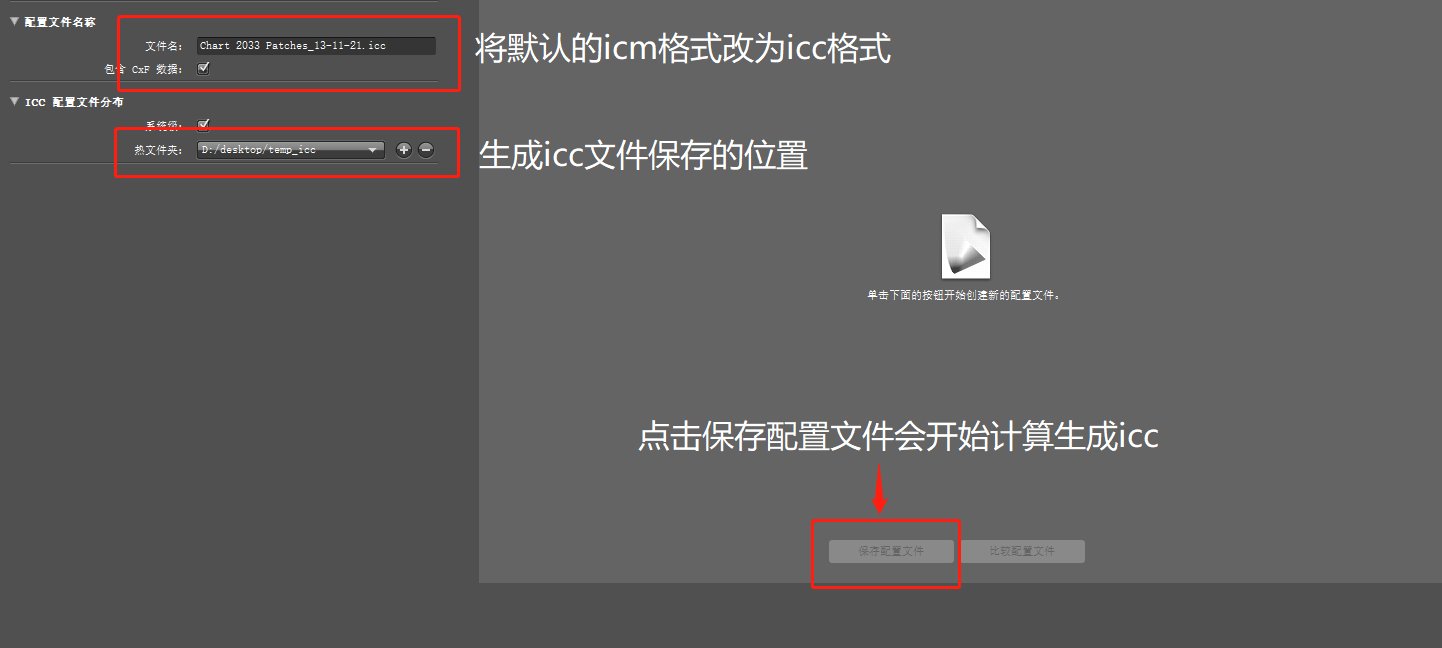 配置文件名称
文件名: Chart 2033 Patches_13-11-21.icc
将默认的icm格式改为icc格式
包含 CxF 数据:
ICC 配置文件分布
系统级:
热文件夹: D:/desktop/temp_icc
生成icc文件保存的位置
单击下面的按钮开始创建新的配置文件。
点击保存配置文件会开始计算生成icc
保存配置文件 比较配置文件